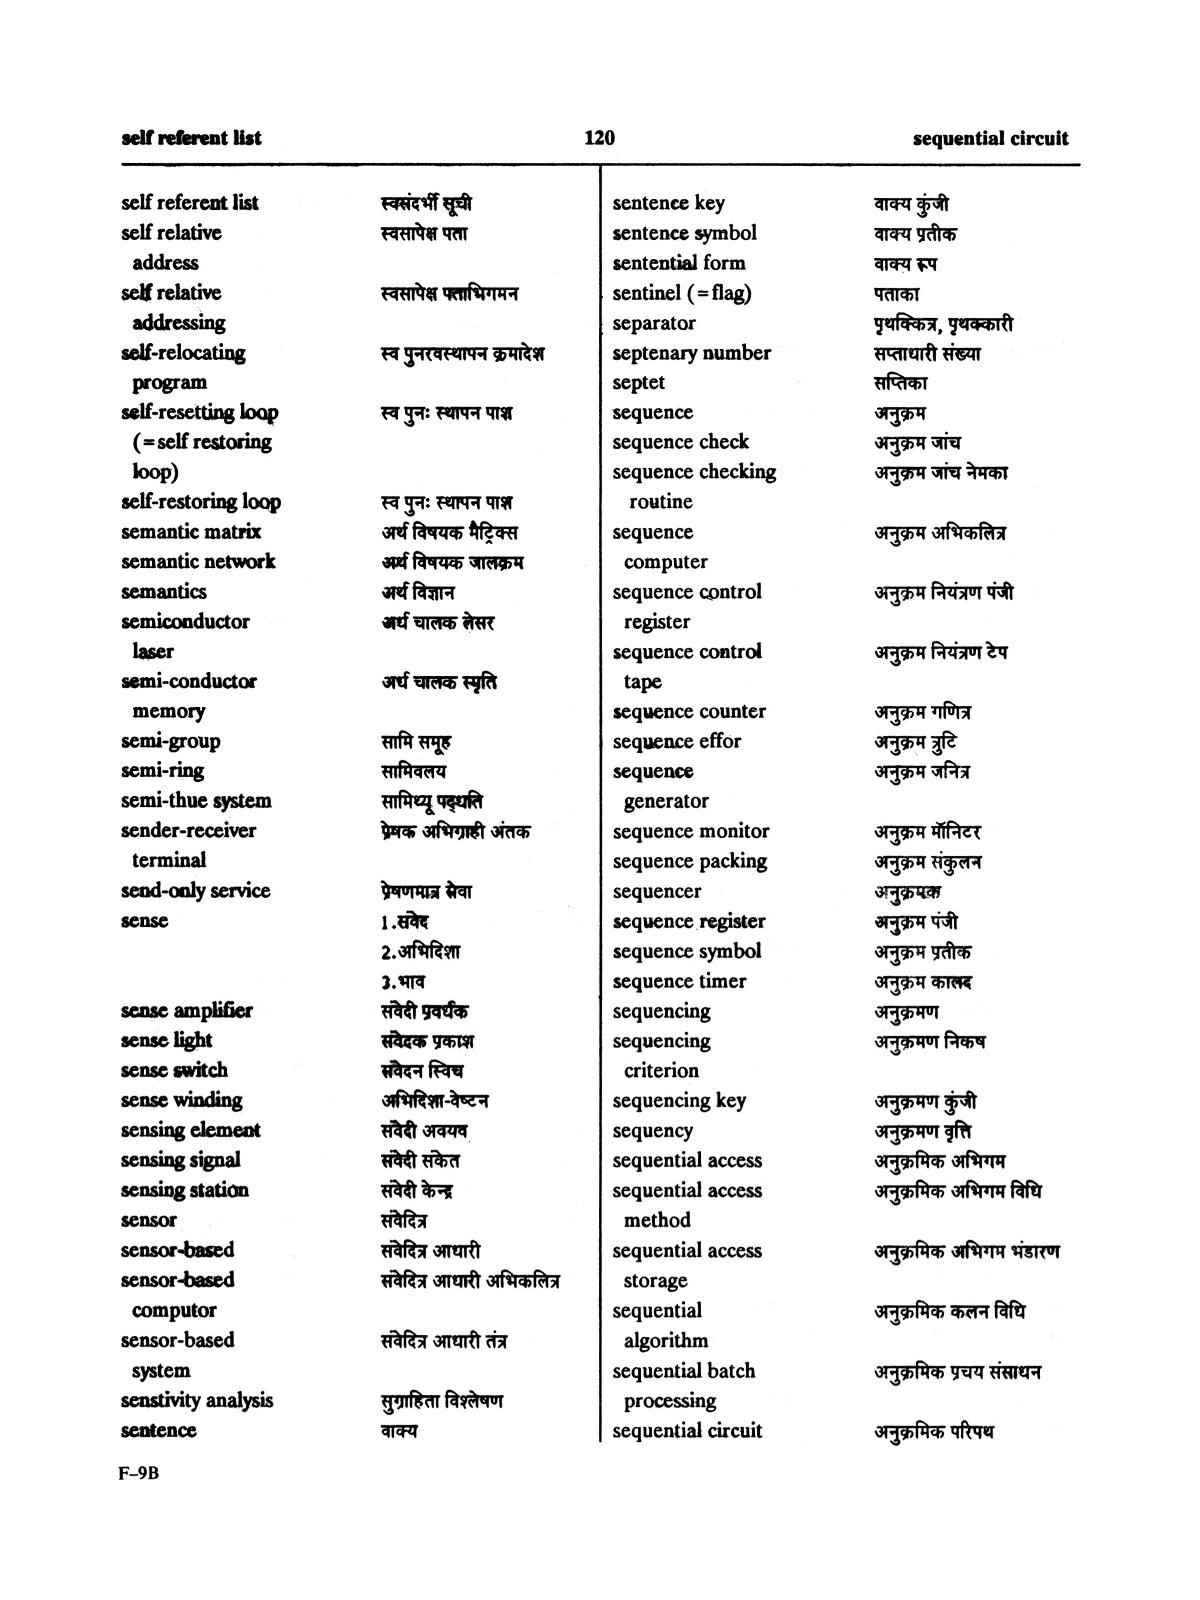 self referent list 120 sequential circuit
self referent list स्वसंदर्भी सूची
self relative स्वसापेक्ष पता
address
self relative स्वसापेक्ष पताभिगमन
addressing
self-relocating स्व पुनरवस्थापन क्रमादेश
program
self-resetting loop स्व पुनः स्थापन पाश
(=self restoring
loop)
self-restoring loop स्व पुनः स्थापन पाश
semantic matrix अर्थ विषयक मैट्रिक्स
semantic network अर्थ विषयक जालक्रम
semantics अर्थ विज्ञान
semiconductor अर्ध चालक लेसर
laser
semi-conductor अर्ध चालक स्मृति
memory
semi-group सामि समूह
semi-ring सामिवलय
semi-thue system सामिथ्यू पद्धति
sender-receiver प्रेषक अभिग्राही अंतक
terminal
send-only service प्रेषणमात्र सेवा
sense 1.संवेद
2.अभिदिशा
3.भाव
sense amplifier संवेदी प्रवर्धक
sense light संवेदक प्रकाश
sense switch संवेदन स्विच
sense winding अभिदिशा-वेष्टन
sensing element संवेदी अवयव
sensing signal संवेदी संकेत
sensing station संवेदी केन्द्र
sensor संवेदित्र
sensor-based संवेदित्र आधारी
sensor-based संवेदित्र आधारी अभिकलित्र
computor
sensor-based संवेदित्र आधारी तंत्र
system
senstivity analysis सुग्राहिता विश्लेषण
sentence वाक्य
sentence key वाक्य कुंजी
sentence symbol वाक्य प्रतीक
sentential form वाक्य रूप
sentinel (=flag) पताका
separator पृथक्कित्र, पृथक्कारी
septenary number सप्ताधारी संख्या
septet सप्तिका
sequence अनुक्रम
sequence check अनुक्रम जांच
sequence checking अनुक्रम जांच नेमका
routine
sequence अनुक्रम अभिकलित्र
computer
sequence control अनुक्रम नियंत्रण पंजी
register
sequence control अनुक्रम नियंत्रण टेप
tape
sequence counter अनुक्रम गणित्र
sequence effor अनुक्रम त्रुटि
sequence अनुक्रम जनित्र
generator
sequence monitor अनुक्रम मॉनिटर
sequence packing अनुक्रम संकुलन
sequencer अनुक्रमक
sequence register अनुक्रम पंजी
sequence symbol अनुक्रम प्रतीक
sequence timer अनुक्रम कालद
sequencing अनुक्रमण
sequencing अनुक्रमण निकष
criterion
sequencing key अनुक्रमण कुंजी
sequency अनुक्रमण वृत्ति
sequential access अनुक्रमिक अभिगम
sequential access अनुक्रमिक अभिगम विधि
method
sequential access अनुक्रमिक अभिगम भंडारण
storage
sequential अनुक्रमिक कलन विधि
algorithm
sequential batch अनुक्रमिक प्रचय संसाधन
processing
sequential circuit अनुक्रमिक परिपथ
F–9B